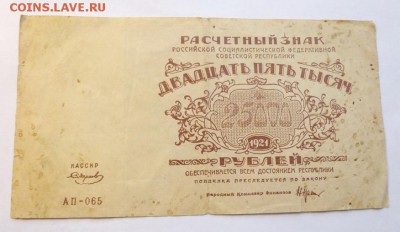 COINS.LAVE.RU
РАСЧЕТНЫЙ ЗНАК
РОССИЙСКОЙ СОЦИАЛИСТИЧЕСКОЙ ФЕДЕРАТИВНОЙ
СОВЕТСКОЙ РЕСПУБЛИКИ
ДВАДЦАТЬ ПЯТЬ ТЫСЯЧ
25000
1921
РУБЛЕЙ
ОБЕСПЕЧИВАЕТСЯ ВСЕМ ДОСТОЯНИЕМ РЕСПУБЛИКИ
ПОДДЕЛКА ПРЕСЛЕДУЕТСЯ ПО ЗАКОНУ
Народный Комиссар Финансов
КАССИР
АП-065